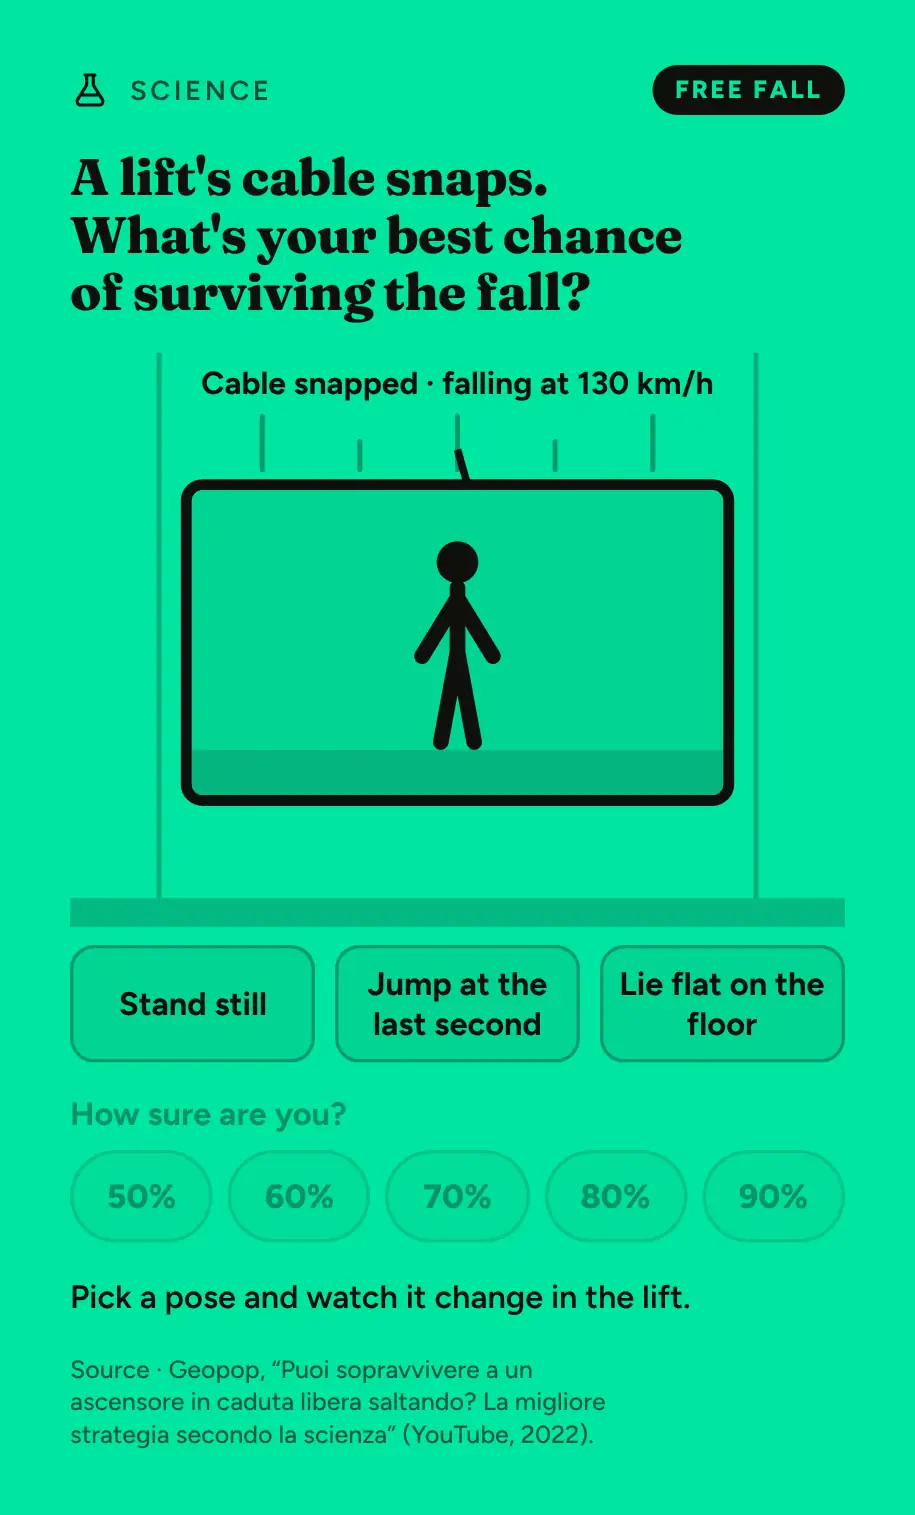 SCIENCE
FREE FALL
A lift's cable snaps.
What's your best chance
of surviving the fall?
Cable snapped · falling at 130 km/h
Stand still
Jump at the
last second
Lie flat on the
floor
How sure are you?
50%
60%
70%
80%
90%
Pick a pose and watch it change in the lift.
Source · Geopop, “Puoi sopravvivere a un
ascensore in caduta libera saltando? La migliore
strategia secondo la scienza” (YouTube, 2022).